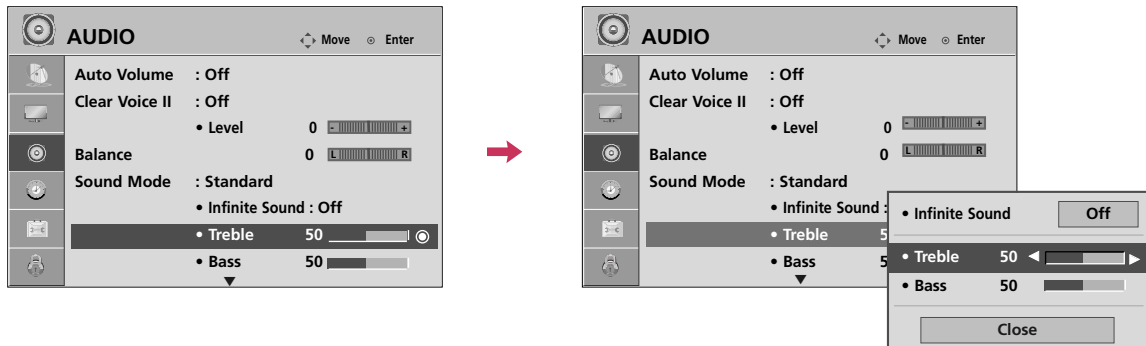 AUDIO Move Enter
Auto Volume : Off
Clear Voice II : Off
• Level 0 - +
Balance 0 L R
Sound Mode : Standard
• Infinite Sound : Off
• Treble 50
• Bass 50
AUDIO Move Enter
Auto Volume : Off
Clear Voice II : Off
• Level 0 - +
Balance 0 L R
Sound Mode : Standard
• Infinite Sound :
• Treble 5
• Bass 5
• Infinite Sound Off
• Treble 50
• Bass 50
Close